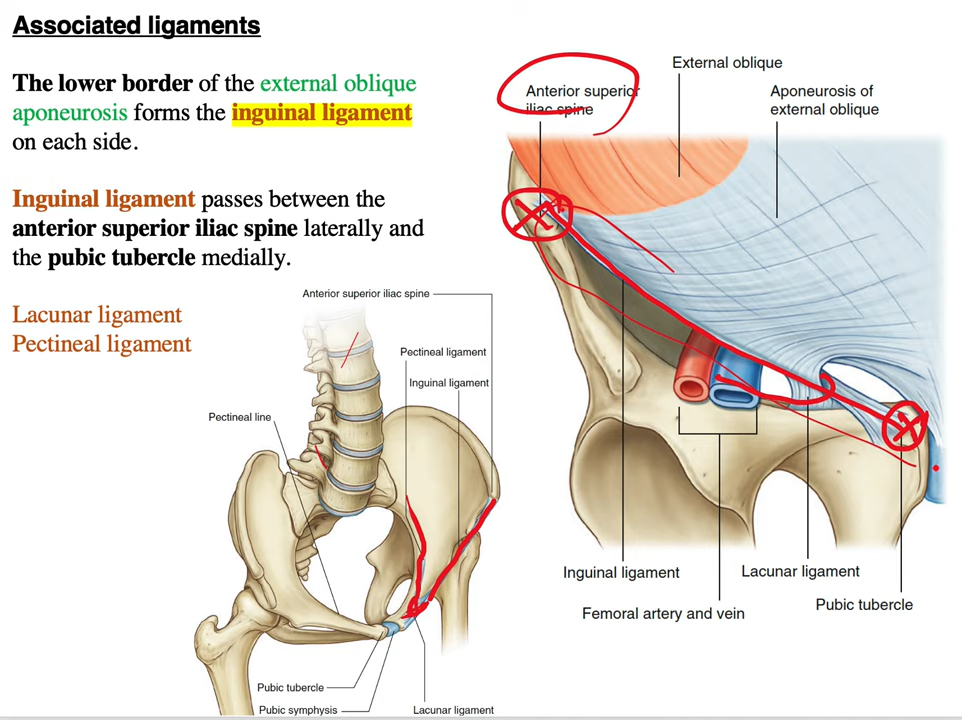 Associated ligaments
The lower border of the external oblique
aponeurosis forms the inguinal ligament
on each side.
Inguinal ligament passes between the
anterior superior iliac spine laterally and
the pubic tubercle medially.
Lacunar ligament
Pectineal ligament
Anterior superior iliac spine
Pectineal ligament
Inguinal ligament
Pectineal line
Pubic tubercle
Pubic symphysis
Lacunar ligament
External oblique
Anterior superior
iliac spine
Aponeurosis of
external oblique
Inguinal ligament
Lacunar ligament
Femoral artery and vein
Pubic tubercle